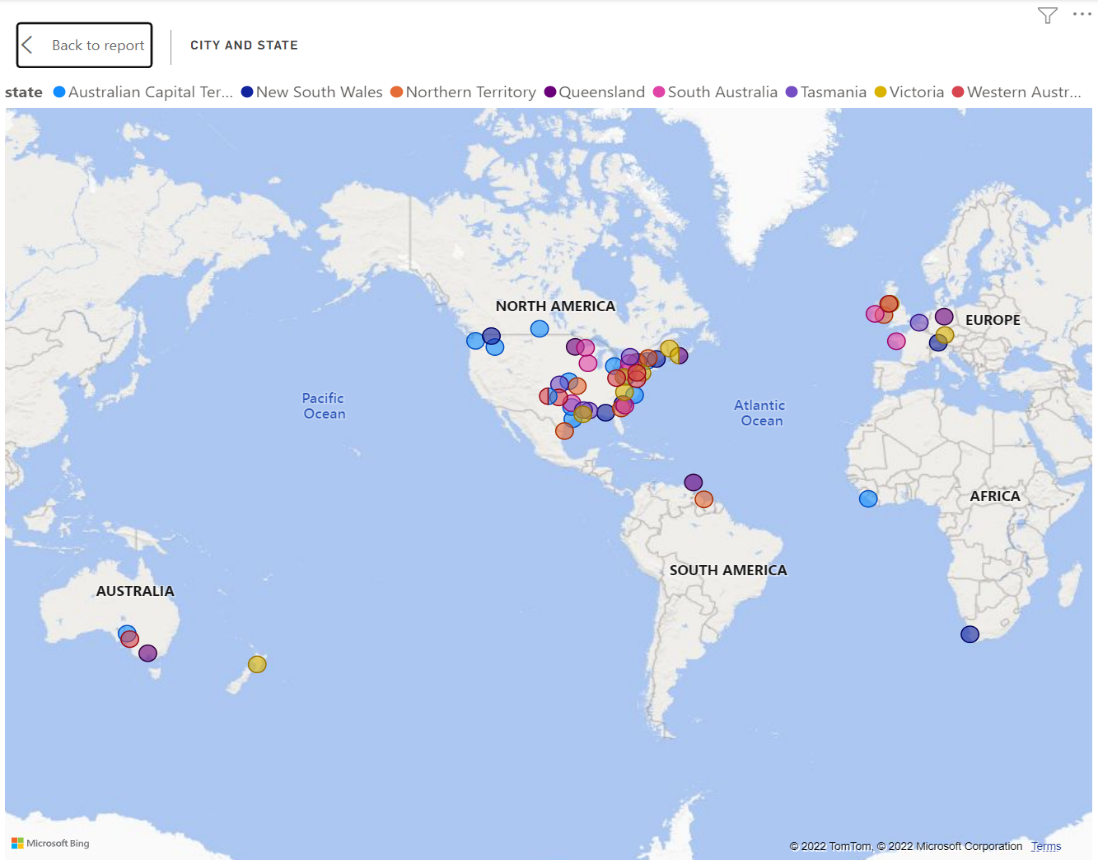 Back to report
CITY AND STATE
state Australian Capital Ter... New South Wales Northern Territory Queensland South Australia Tasmania Victoria Western Austr...
NORTH AMERICA
EUROPE
Pacific
Ocean
Atlantic
Ocean
AFRICA
SOUTH AMERICA
AUSTRALIA
Microsoft Bing
© 2022 TomTom, © 2022 Microsoft Corporation Terms